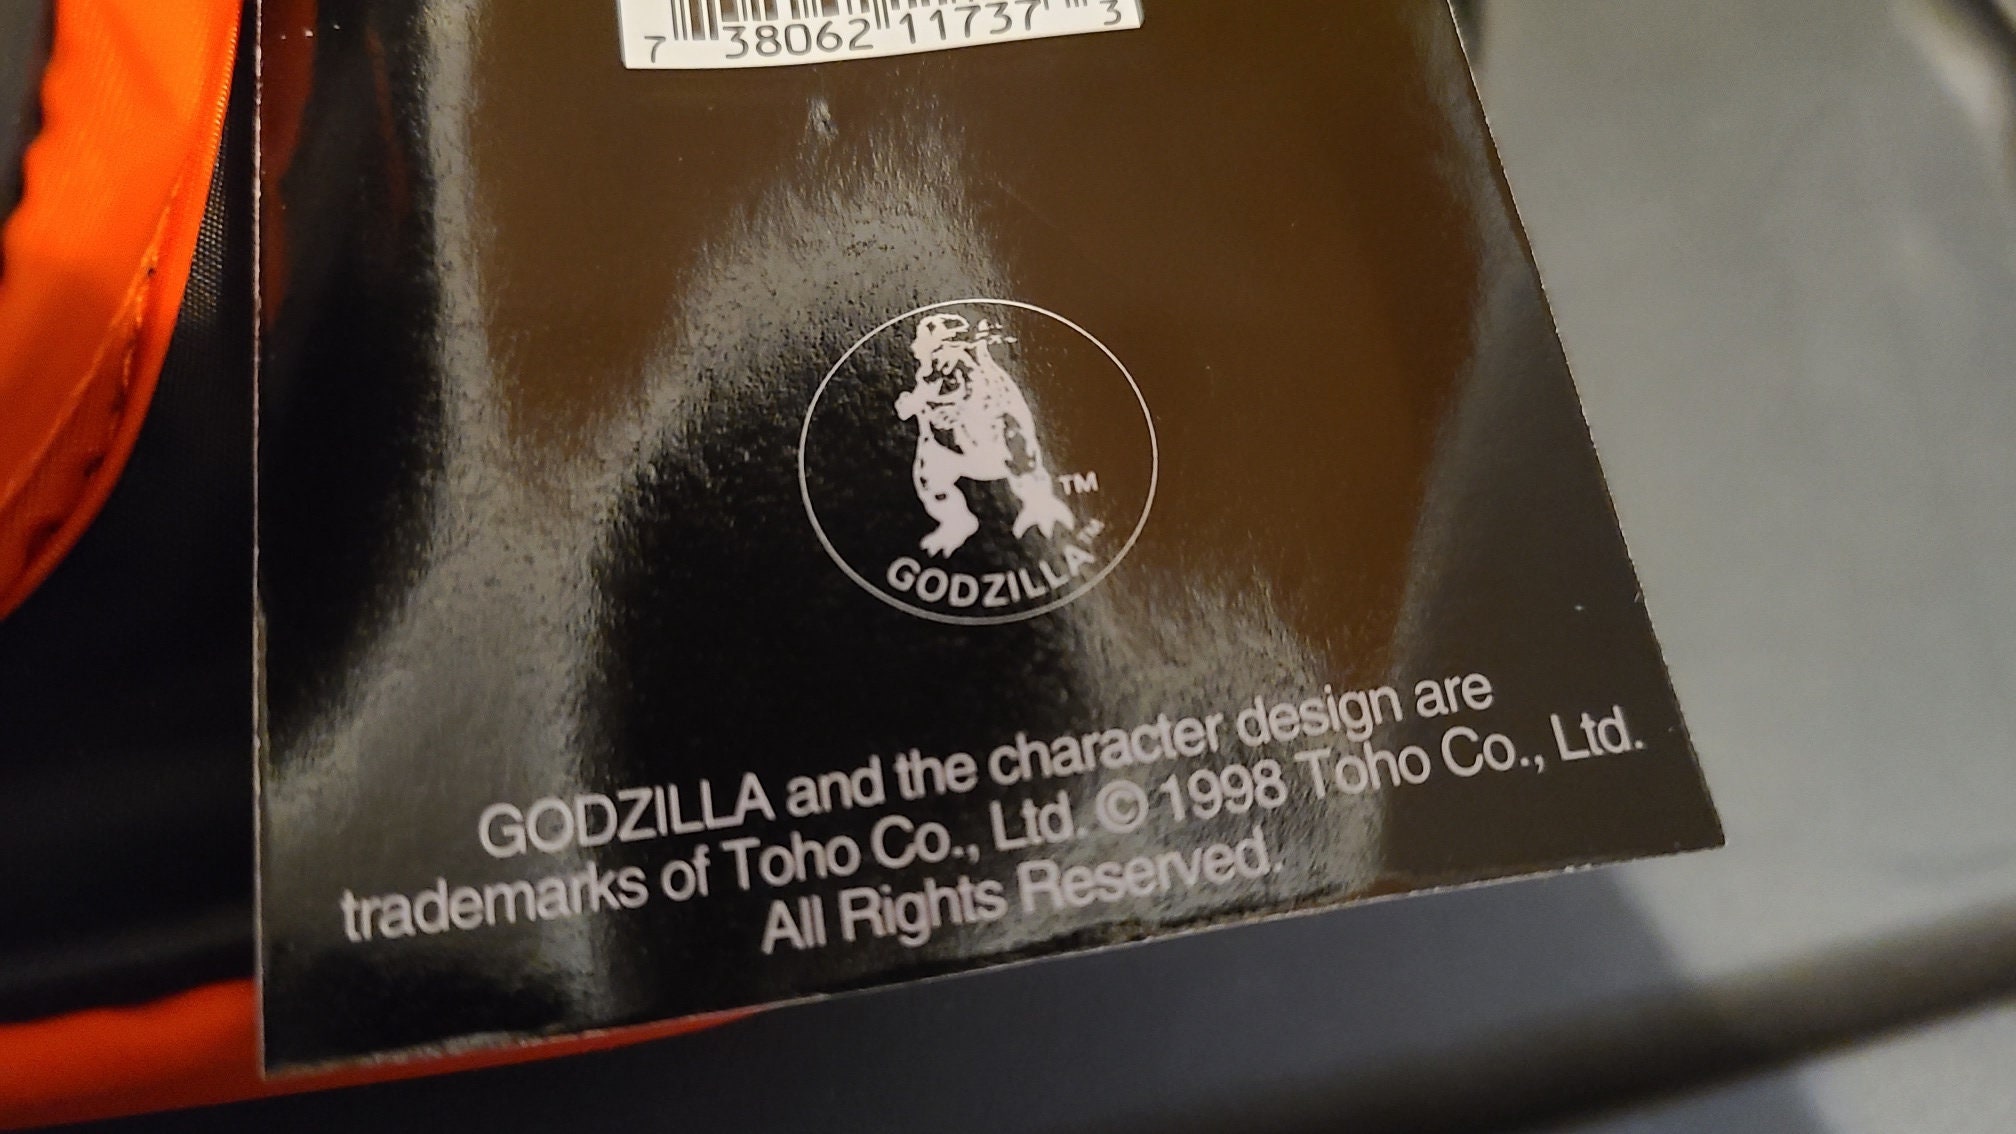 7 38062 11737 3
TM
GODZILLA™
GODZILLA and the character design are
trademarks of Toho Co., Ltd. © 1998 Toho Co., Ltd.
All Rights Reserved.